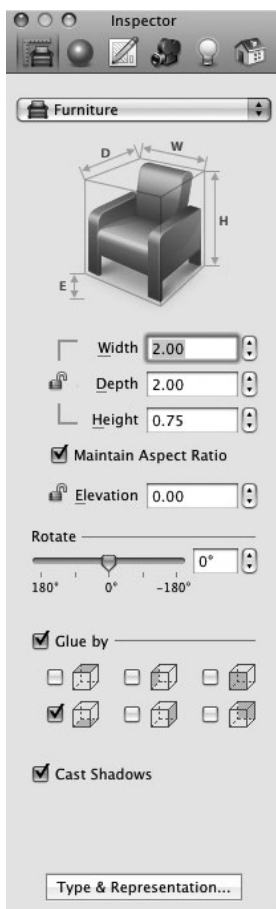 Inspector
Furniture
D
W
H
E
Width 2.00
Depth 2.00
Height 0.75
Maintain Aspect Ratio
Elevation 0.00
Rotate
0°
180° 0° -180°
Glue by
Cast Shadows
Type & Representation...